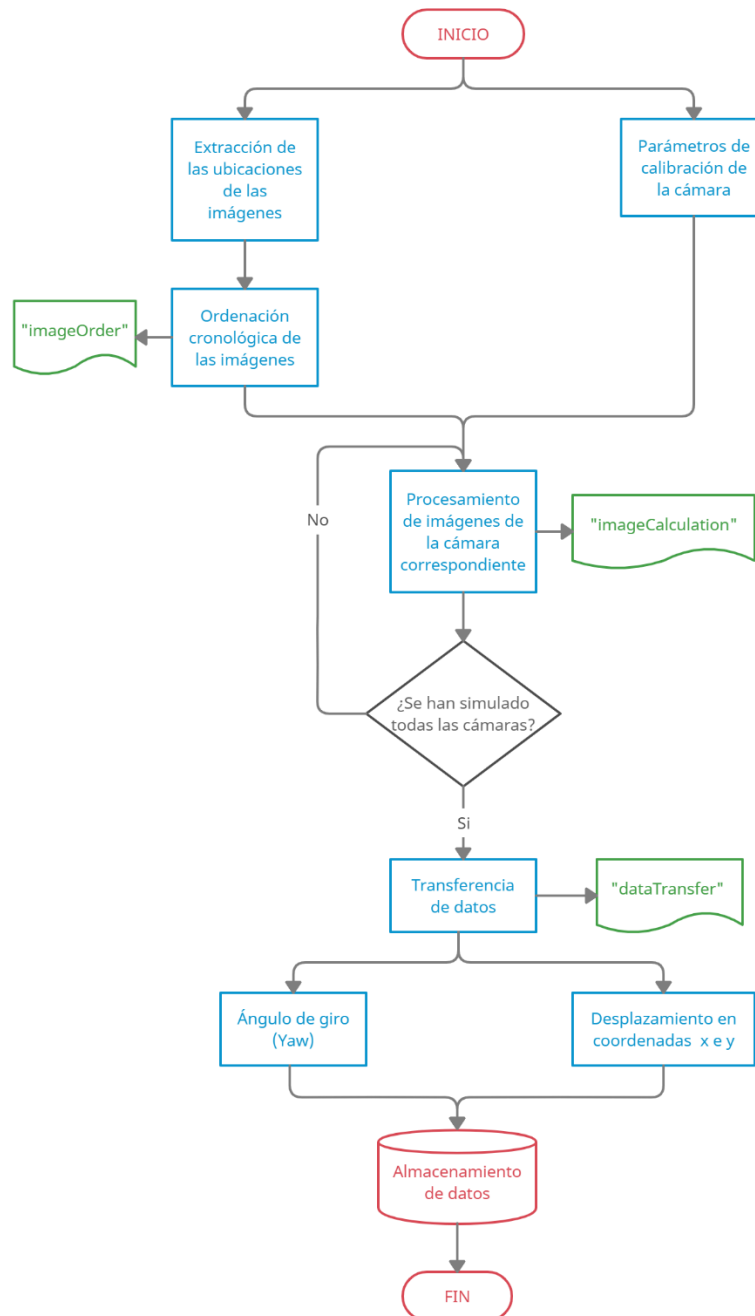 INICIO
Extracción de
las ubicaciones
de las
imágenes
Parámetros de
calibración de
la cámara
"imageOrder"
Ordenación
cronológica de
las imágenes
No
Procesamiento
de imágenes de
la cámara
correspondiente
"imageCalculation"
¿Se han simulado
todas las cámaras?
Si
Transferencia
de datos
"dataTransfer"
Ángulo de giro
(Yaw)
Desplazamiento en
coordenadas x e y
Almacenamiento
de datos
FIN